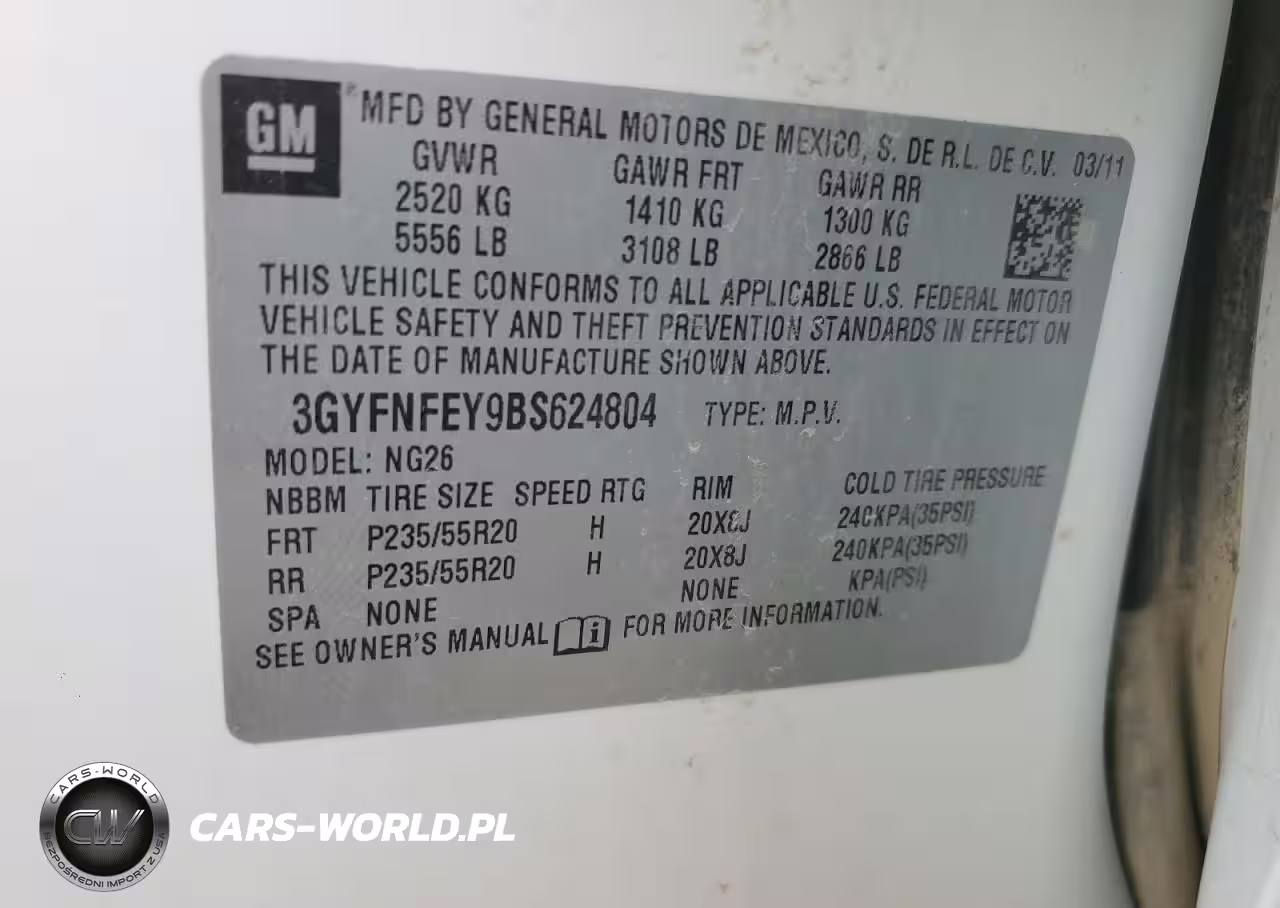 GM
® MFD BY GENERAL MOTORS DE MEXICO, S. DE R.L. DE C.V. 03/11
GVWR GAWR FRT GAWR RR
2520 KG 1410 KG 1300 KG
5556 LB 3108 LB 2866 LB
THIS VEHICLE CONFORMS TO ALL APPLICABLE U.S. FEDERAL MOTOR
VEHICLE SAFETY AND THEFT PREVENTION STANDARDS IN EFFECT ON
THE DATE OF MANUFACTURE SHOWN ABOVE.
3GYFNFEY9BS624804 TYPE: M.P.V.
MODEL: NG26
NBBM TIRE SIZE SPEED RTG RIM COLD TIRE PRESSURE
FRT P235/55R20 H 20X8J 240KPA(35PSI)
RR P235/55R20 H 20X8J 240KPA(35PSI)
SPA NONE NONE KPA(PSI)
SEE OWNER'S MANUAL i FOR MORE INFORMATION.
CARS-WORLD
CW
BEZPOŚREDNI IMPORT Z USA
CARS-WORLD.PL